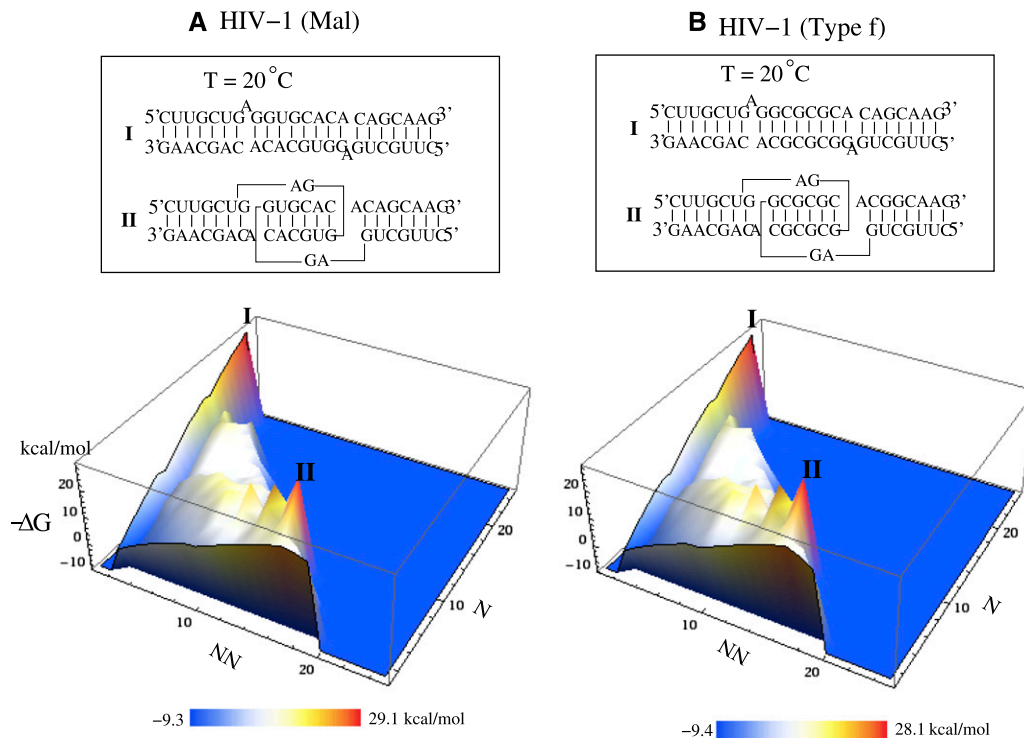 A HIV−1 (Mal)
T = 20°C
A
5'CUUGCUG GGUGCACA CAGCAAG3'
I
3'GAACGAC ACACGUGG GUCGUUC5'
A
AG
5'CUUGCUG GUGCAC ACAGCAAG3'
II
3'GAACGACA CACGUG GUCGUUC5'
GA
I
II
kcal/mol
20
10
0
−10
−ΔG
10
20
NN
10
20
N
−9.3 29.1 kcal/mol
B HIV−1 (Type f)
T = 20°C
A
5'CUUGCUG GGCGCGCA CAGCAAG3'
I
3'GAACGAC ACGCGCGG GUCGUUC5'
A
AG
5'CUUGCUG GCGCGC ACGGCAAG3'
II
3'GAACGACA CGCGCG GUCGUUC5'
GA
I
II
20
10
0
−10
10
20
NN
10
20
N
−9.4 28.1 kcal/mol